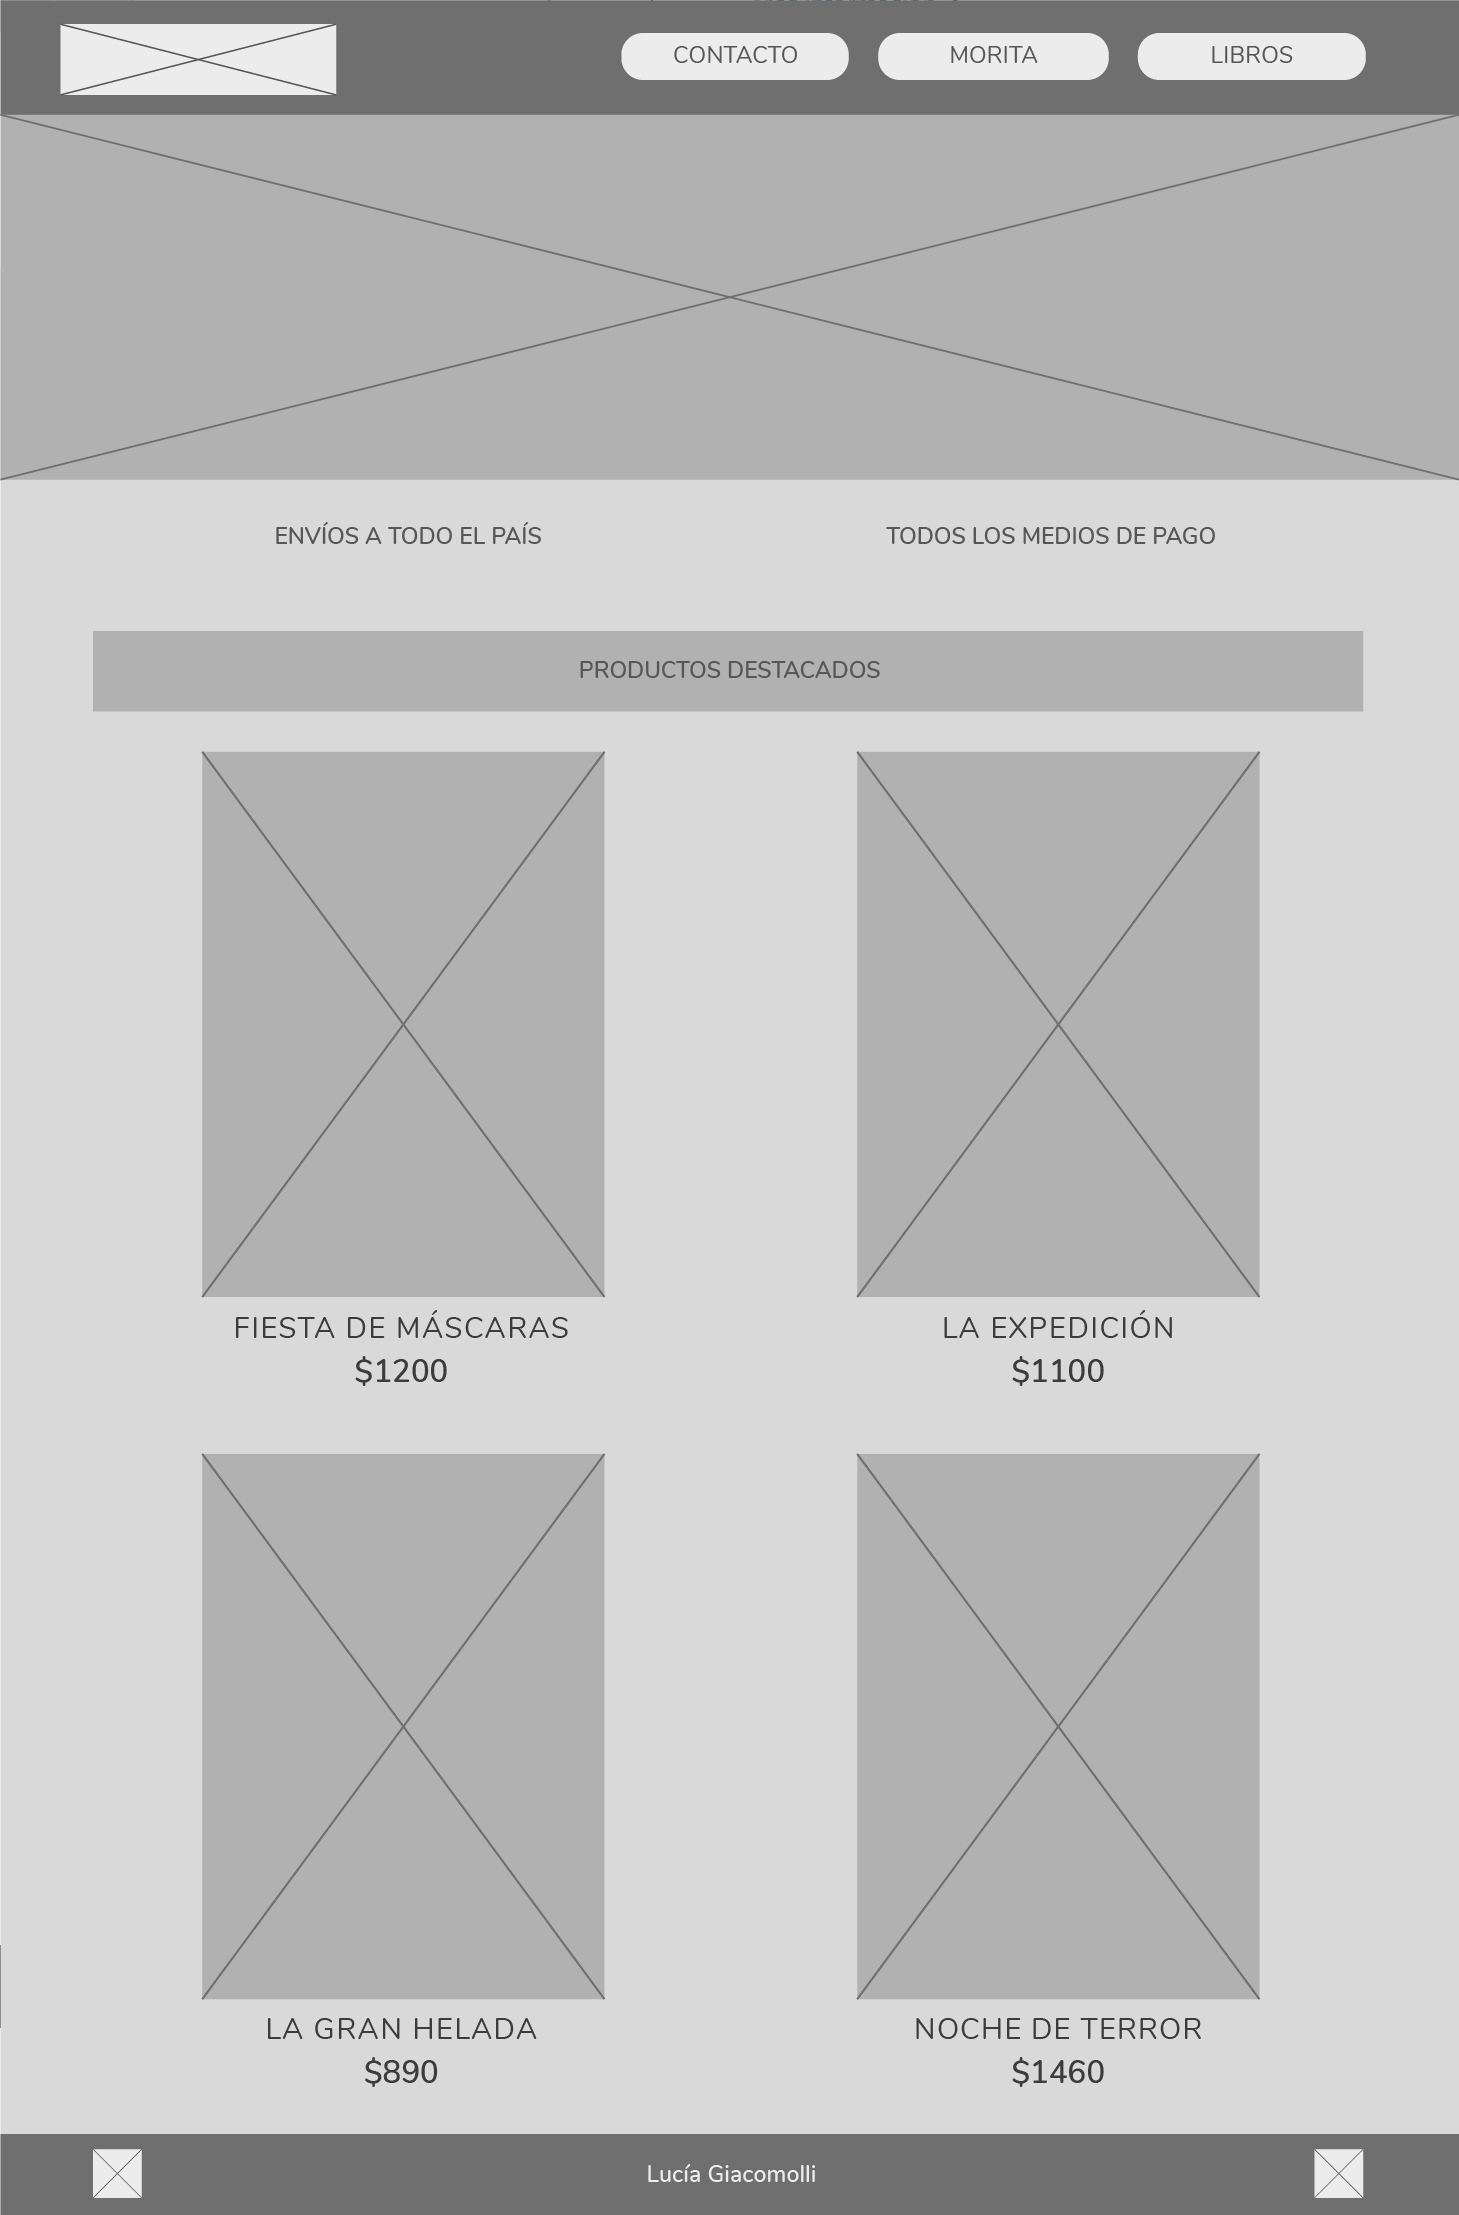 CONTACTO
MORITA
LIBROS
ENVÍOS A TODO EL PAÍS
TODOS LOS MEDIOS DE PAGO
PRODUCTOS DESTACADOS
FIESTA DE MÁSCARAS
$1200
LA EXPEDICIÓN
$1100
LA GRAN HELADA
$890
NOCHE DE TERROR
$1460
Lucía Giacomolli